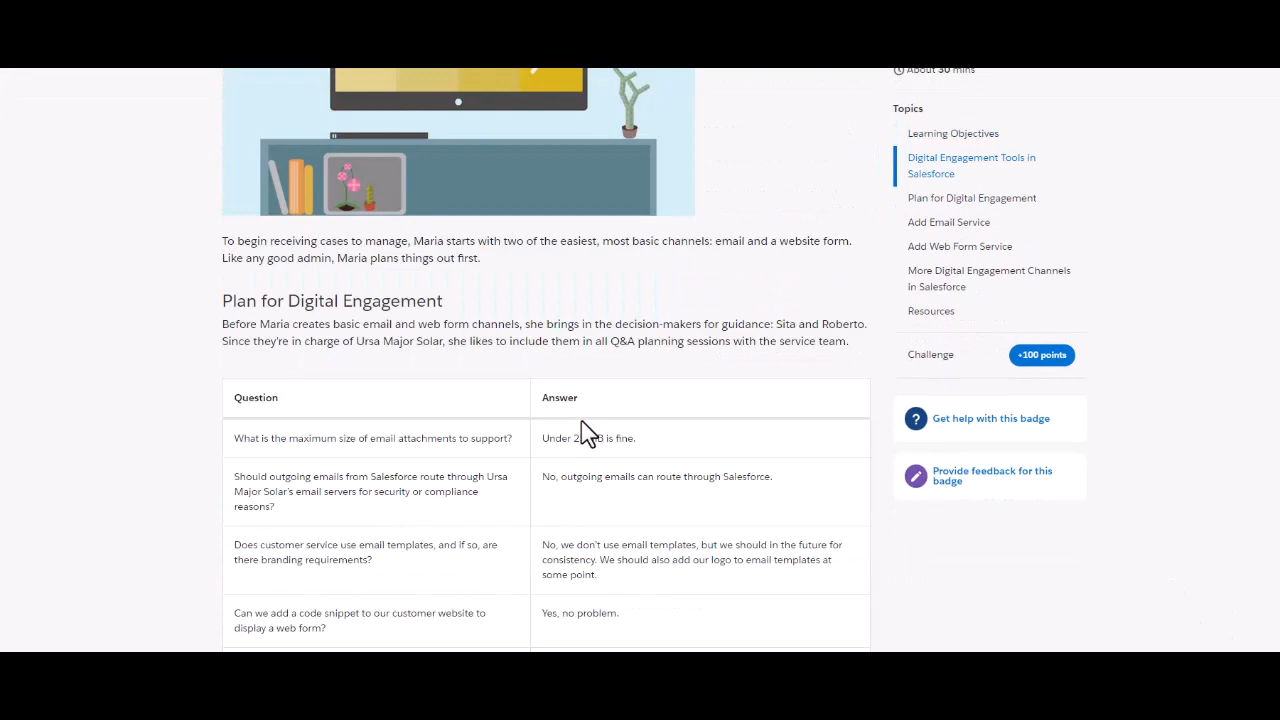 About 30 mins
Topics
Learning Objectives
Digital Engagement Tools in
Salesforce
Plan for Digital Engagement
Add Email Service
Add Web Form Service
More Digital Engagement Channels
in Salesforce
Resources
Challenge
+100 points
Get help with this badge
Provide feedback for this
badge
To begin receiving cases to manage, Maria starts with two of the easiest, most basic channels: email and a website form.
Like any good admin, Maria plans things out first.
Plan for Digital Engagement
Before Maria creates basic email and web form channels, she brings in the decision-makers for guidance: Sita and Roberto.
Since they're in charge of Ursa Major Solar, she likes to include them in all Q&A planning sessions with the service team.
Question
Answer
What is the maximum size of email attachments to support?
Under is fine.
Should outgoing emails from Salesforce route through Ursa
Major Solar's email servers for security or compliance
reasons?
No, outgoing emails can route through Salesforce.
Does customer service use email templates, and if so, are
there branding requirements?
No, we don't use email templates, but we should in the future for
consistency. We should also add our logo to email templates at
some point.
Can we add a code snippet to our customer website to
display a web form?
Yes, no problem.